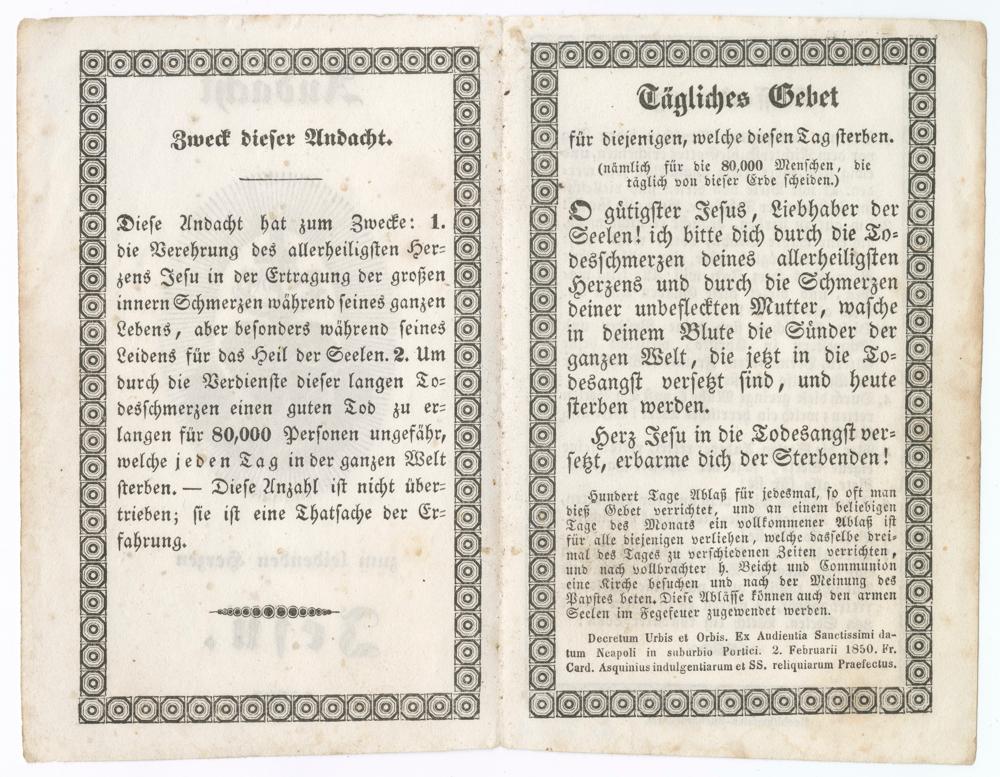 Zweck dieser Andacht.
Diese Andacht hat zum Zwecke: 1.
die Verehrung des allerheiligsten Her-
zens Jesu in der Ertragung der großen
innern Schmerzen während seines ganzen
Lebens, aber besonders während seines
Leidens für das Heil der Seelen. 2. Um
durch die Verdienste dieser langen To-
desschmerzen einen guten Tod zu er-
langen für 80,000 Personen ungefähr,
welche jeden Tag in der ganzen Welt
sterben. — Diese Anzahl ist nicht über-
trieben; sie ist eine Thatsache der Er-
fahrung.
Tägliches Gebet
für diejenigen, welche diesen Tag sterben.
(nämlich für die 80,000 Menschen, die
täglich von dieser Erde scheiden.)
O gütigster Jesus, Liebhaber der
Seelen! ich bitte dich durch die To-
desschmerzen deines allerheiligsten
Herzens und durch die Schmerzen
deiner unbefleckten Mutter, wasche
in deinem Blute die Sünder der
ganzen Welt, die jetzt in die To-
desangst versetzt sind, und heute
sterben werden.
Herz Jesu in die Todesangst ver-
setzt, erbarme dich der Sterbenden!
Hundert Tage Ablaß für jedesmal, so oft man
dieß Gebet verrichtet, und an einem beliebigen
Tage des Monats ein vollkommener Ablaß ist
für alle diejenigen verliehen, welche dasselbe drei-
mal des Tages zu verschiedenen Zeiten verrichten,
und nach vollbrachter h. Beicht und Communion
eine Kirche besuchen und nach der Meinung des
Papstes beten. Diese Ablässe können auch den armen
Seelen im Fegefeuer zugewendet werden.
Decretum Urbis et Orbis. Ex Audientia Sanctissimi da-
tum Neapoli in suburbio Portici. 2. Februarii 1850. Fr.
Card. Asquinius indulgentiarum et SS. reliquiarum Praefectus.